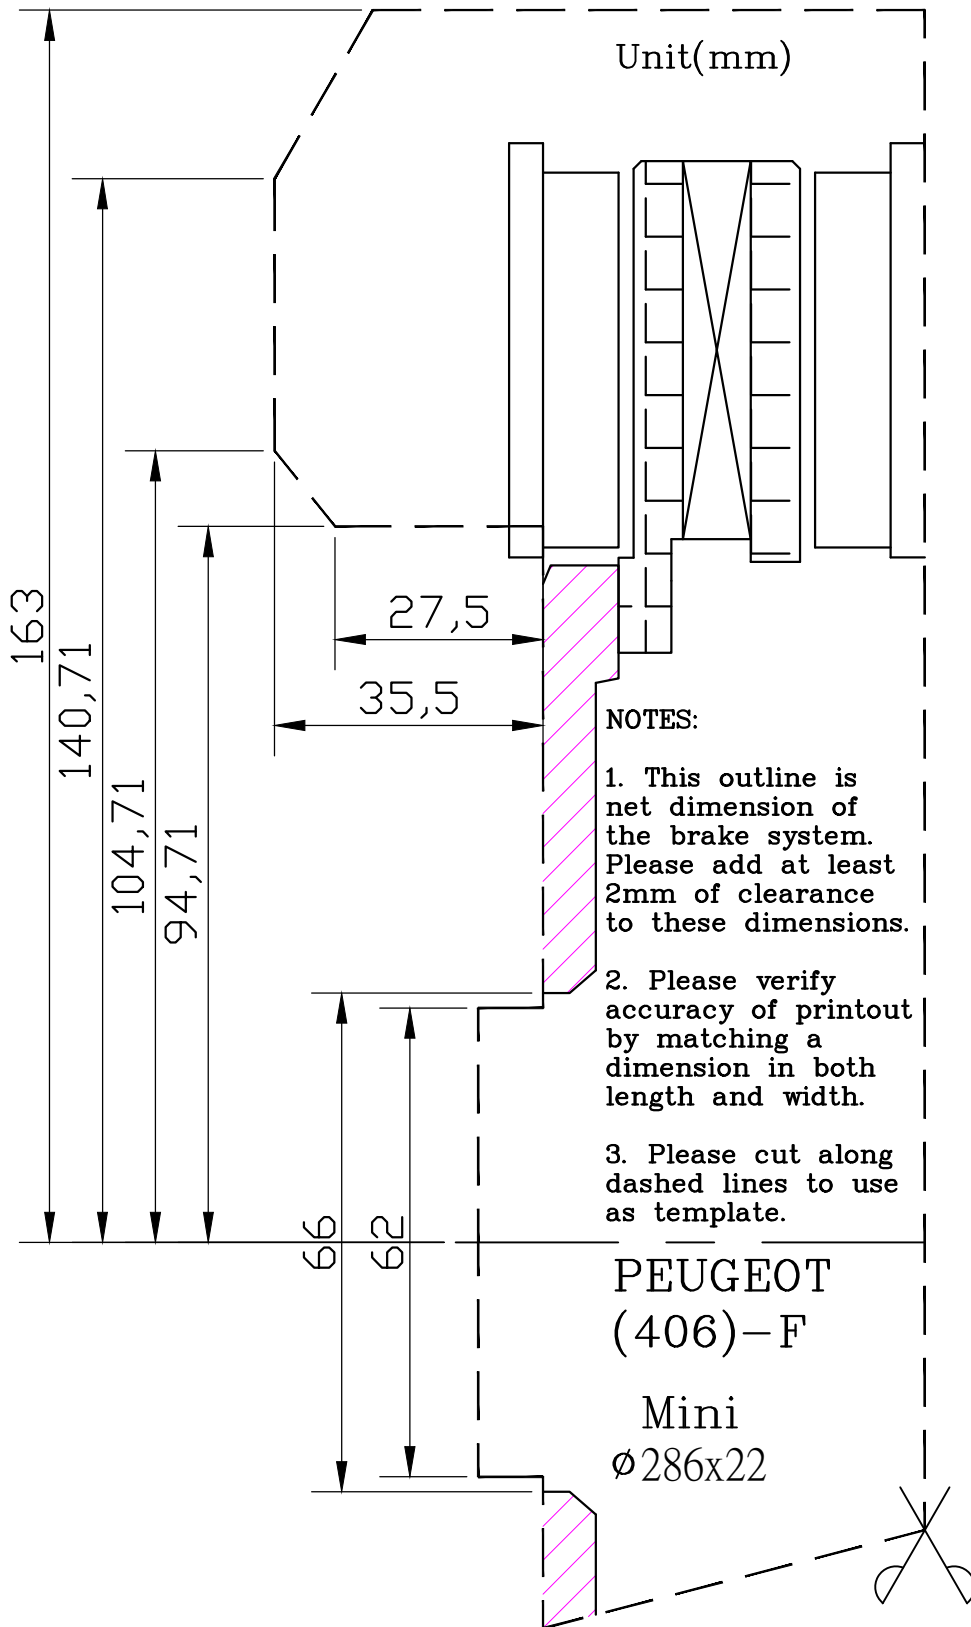 Unit(mm)
163
140,71
104,71
94,71
27,5
35,5
66
62
NOTES:
1. This outline is
net dimension of
the brake system.
Please add at least
2mm of clearance
to these dimensions.
2. Please verify
accuracy of printout
by matching a
dimension in both
length and width.
3. Please cut along
dashed lines to use
as template.
PEUGEOT
(406)-F
Mini
Ø286x22